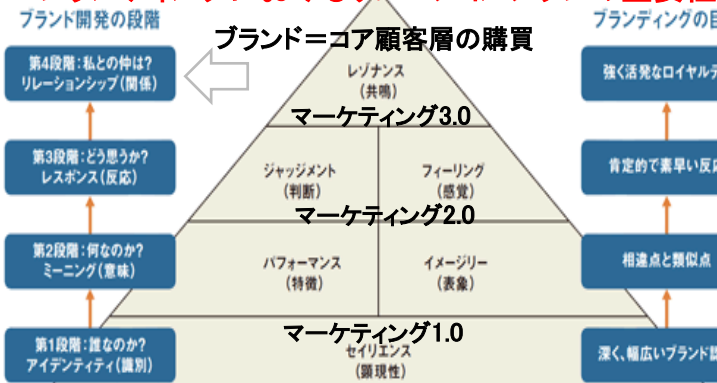 ブランド開発の段階
ブランディングの目
ブランド＝コア顧客層の購買
第4段階：私との仲は？
リレーションシップ（関係）
レゾナンス
（共鳴）
強く活発なロイヤルテ
マーケティング3.0
第3段階：どう思うか？
レスポンス（反応）
ジャッジメント
（判断）
フィーリング
（感覚）
肯定的で素早い反応
マーケティング2.0
第2段階：何なのか？
ミーニング（意味）
パフォーマンス
（特徴）
イメージリー
（表象）
相違点と類似点
マーケティング1.0
第1段階：誰なのか？
アイデンティティ（識別）
セイリエンス
（顕現性）
深く、幅広いブランド認